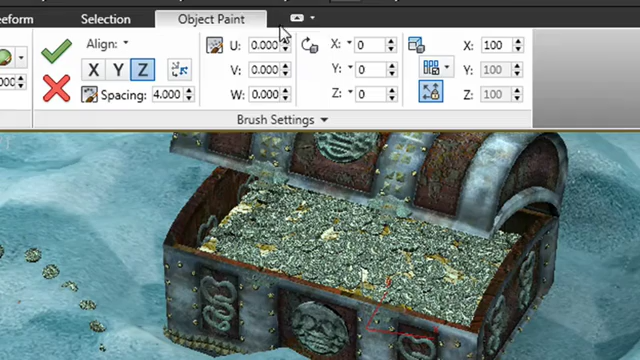 eeform Selection Object Paint
Align: U: 0.000 X: 0 X: 100
X Y Z V: 0.000 Y: 0 Y: 100
000 Spacing: 4.000 W: 0.000 Z: 0 Z: 100
Brush Settings